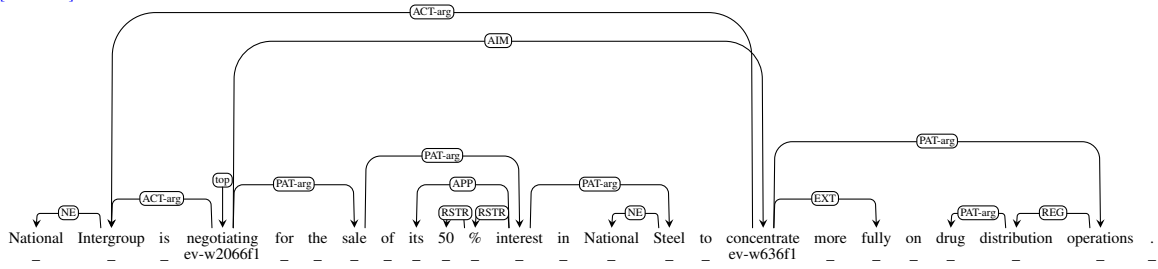 ACT-arg
AIM
PAT-arg
PAT-arg
top PAT-arg APP PAT-arg
NE ACT-arg RSTR RSTR NE EXT PAT-arg REG
National Intergroup is negotiating for the sale of its 50 % interest in National Steel to concentrate more fully on drug distribution operations .
_ _ _ ev-w2066f1 _ _ _ _ _ _ _ _ _ _ _ _ ev-w636f1 _ _ _ _ _ _ _